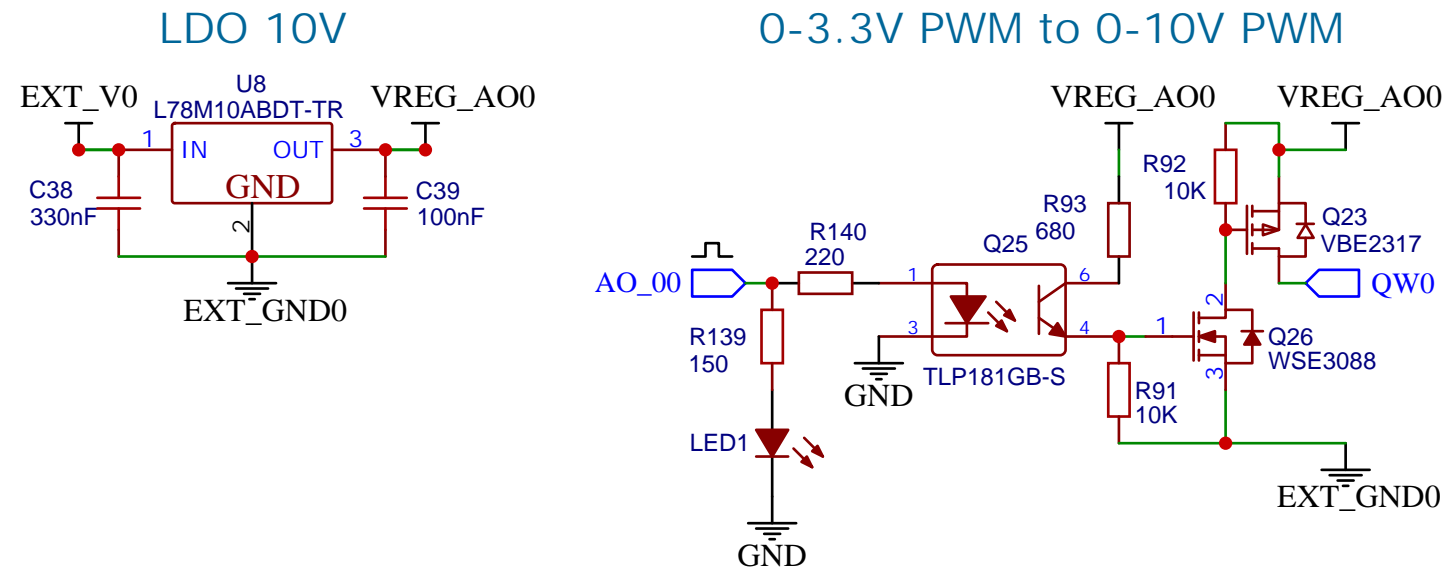 LDO 10V
EXT_V0
U8
L78M10ABDT-TR
VREG_AO0
1
IN
OUT
3
GND
2
C38
330nF
C39
100nF
EXT_GND0
0-3.3V PWM to 0-10V PWM
VREG_AO0
VREG_AO0
R92
10K
R93
680
Q23
VBE2317
QW0
R140
220
Q25
AO_00
1
6
3
4
R139
150
GND
TLP181GB-S
R91
10K
1
2
3
Q26
WSE3088
LED1
GND
EXT_GND0